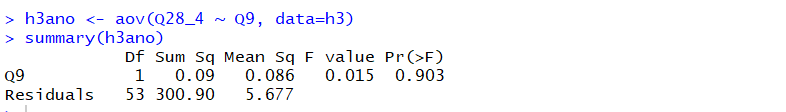 > h3ano <- aov(Q28_4 ~ Q9, data=h3)
> summary(h3ano)
            Df Sum Sq Mean Sq F value Pr(>F)
Q9           1   0.09   0.086   0.015  0.903
Residuals   53 300.90   5.677